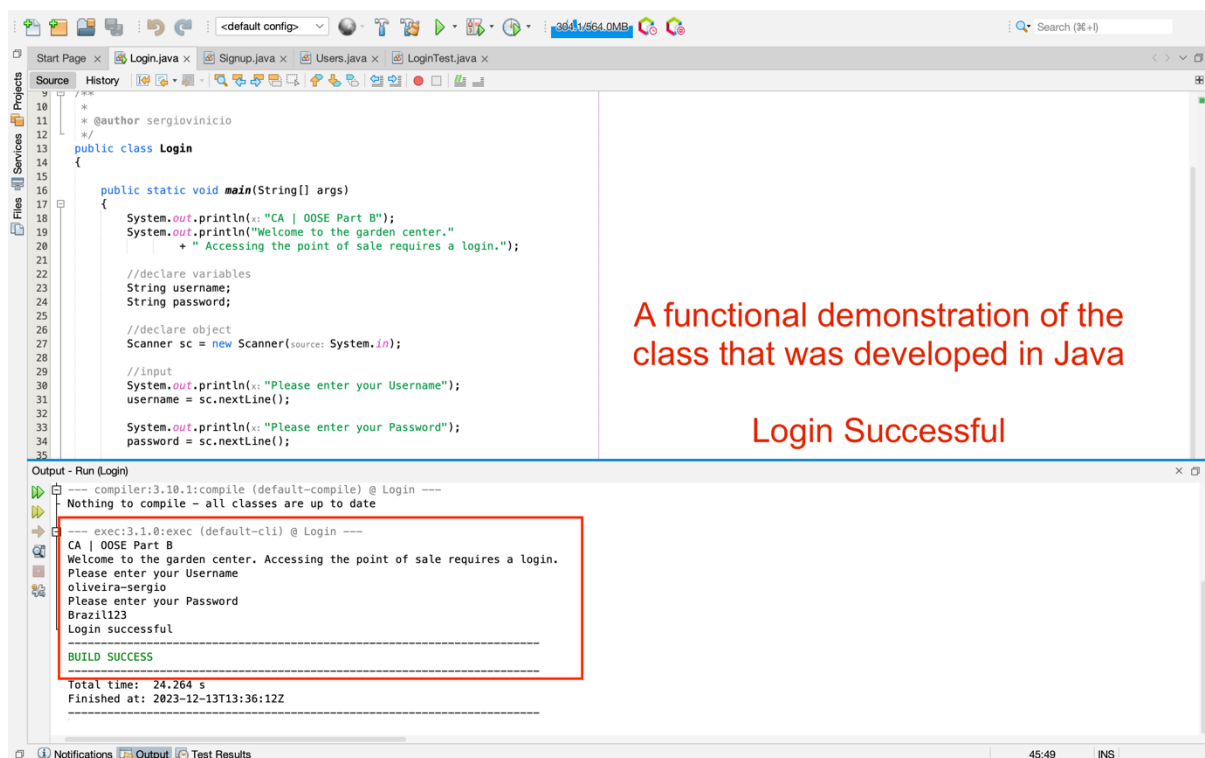 <default config>
394.1/564.0MB
Search (⌘+I)
Start Page × Login.java × Signup.java × Users.java × LoginTest.java ×
Source History
Projects
Services
Files
9 /**
10 *
11 * @author sergiovinicio
12 */
13 public class Login
14 {
15
16 public static void main(String[] args)
17 {
18 System.out.println(x: "CA | OOSE Part B");
19 System.out.println("Welcome to the garden center."
20 + " Accessing the point of sale requires a login.");
21
22 //declare variables
23 String username;
24 String password;
25
26 //declare object
27 Scanner sc = new Scanner(source: System.in);
28
29 //input
30 System.out.println(x: "Please enter your Username");
31 username = sc.nextLine();
32
33 System.out.println(x: "Please enter your Password");
34 password = sc.nextLine();
35
A functional demonstration of the
class that was developed in Java
Login Successful
Output - Run (Login)
--- compiler:3.10.1:compile (default-compile) @ Login ---
Nothing to compile - all classes are up to date
--- exec:3.1.0:exec (default-cli) @ Login ---
CA | OOSE Part B
Welcome to the garden center. Accessing the point of sale requires a login.
Please enter your Username
oliveira-sergio
Please enter your Password
Brazil123
Login successful
------------------------------------------------------------------------
BUILD SUCCESS
------------------------------------------------------------------------
Total time: 24.264 s
Finished at: 2023-12-13T13:36:12Z
------------------------------------------------------------------------
Notifications Output Test Results
45:49 INS